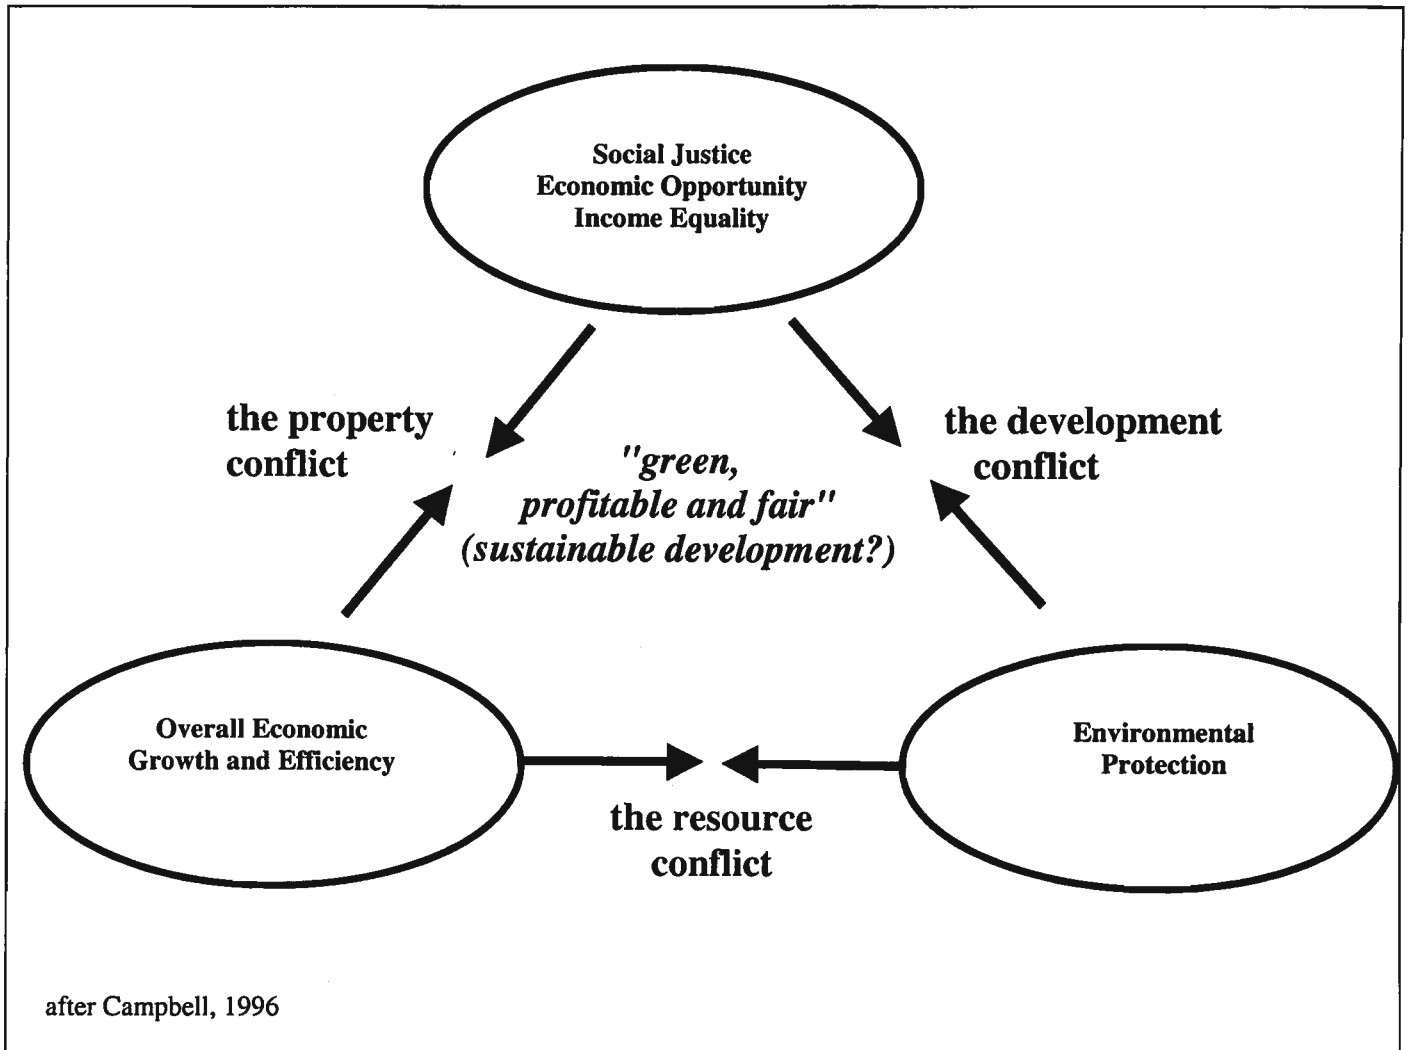 Social Justice
Economic Opportunity
Income Equality
the property
conflict
the development
conflict
"green,
profitable and fair"
(sustainable development?)
Overall Economic
Growth and Efficiency
Environmental
Protection
the resource
conflict
after Campbell, 1996